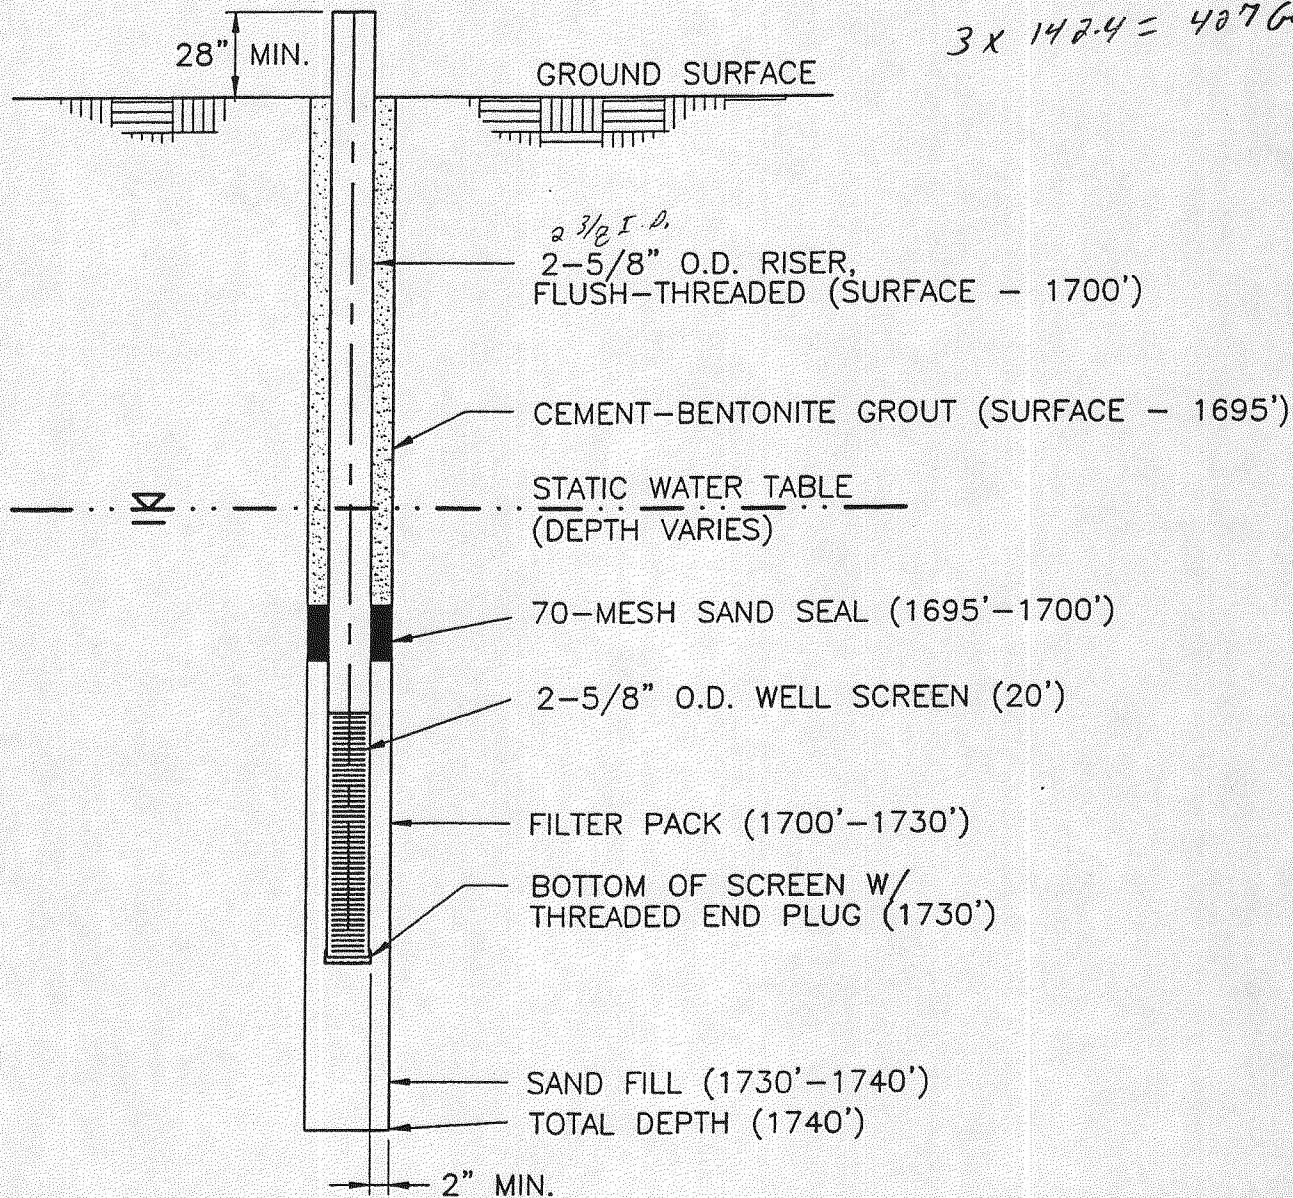 3 x 142.4 = 427
28" MIN.
GROUND SURFACE
2 3/8 I.D.
2-5/8" O.D. RISER,
FLUSH-THREADED (SURFACE - 1700')
CEMENT-BENTONITE GROUT (SURFACE - 1695')
STATIC WATER TABLE
(DEPTH VARIES)
70-MESH SAND SEAL (1695'-1700')
2-5/8" O.D. WELL SCREEN (20')
FILTER PACK (1700'-1730')
BOTTOM OF SCREEN W/
THREADED END PLUG (1730')
SAND FILL (1730'-1740')
TOTAL DEPTH (1740')
2" MIN.